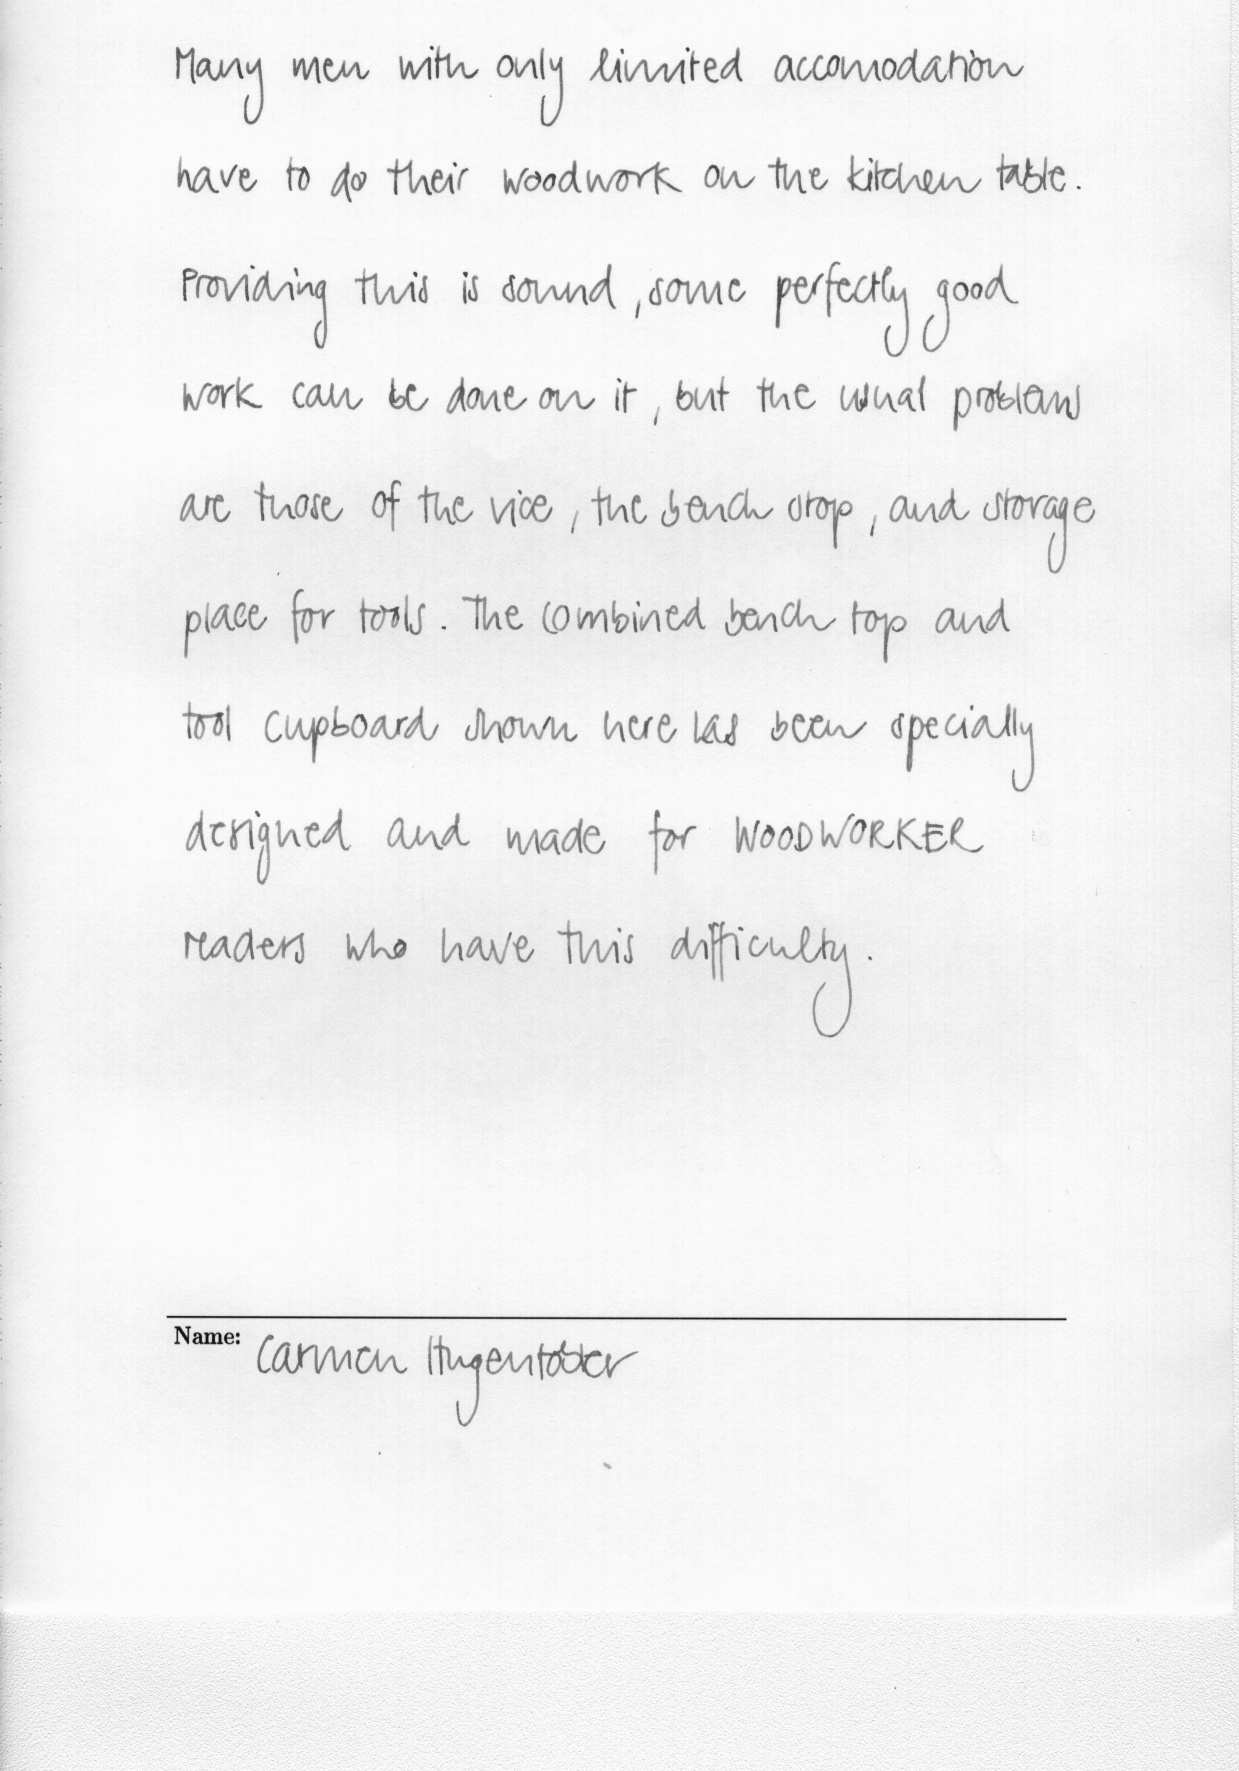 Many men with only limited accomodation
have to do their woodwork on the kitchen table.
Providing this is sound, some perfectly good
work can be done on it, but the usual problems
are those of the vice, the bench stop, and storage
place for tools. The combined bench top and
tool cupboard shown here has been specially
designed and made for WOODWORKER
readers who have this difficulty.
Name: Carmen Hugentobler